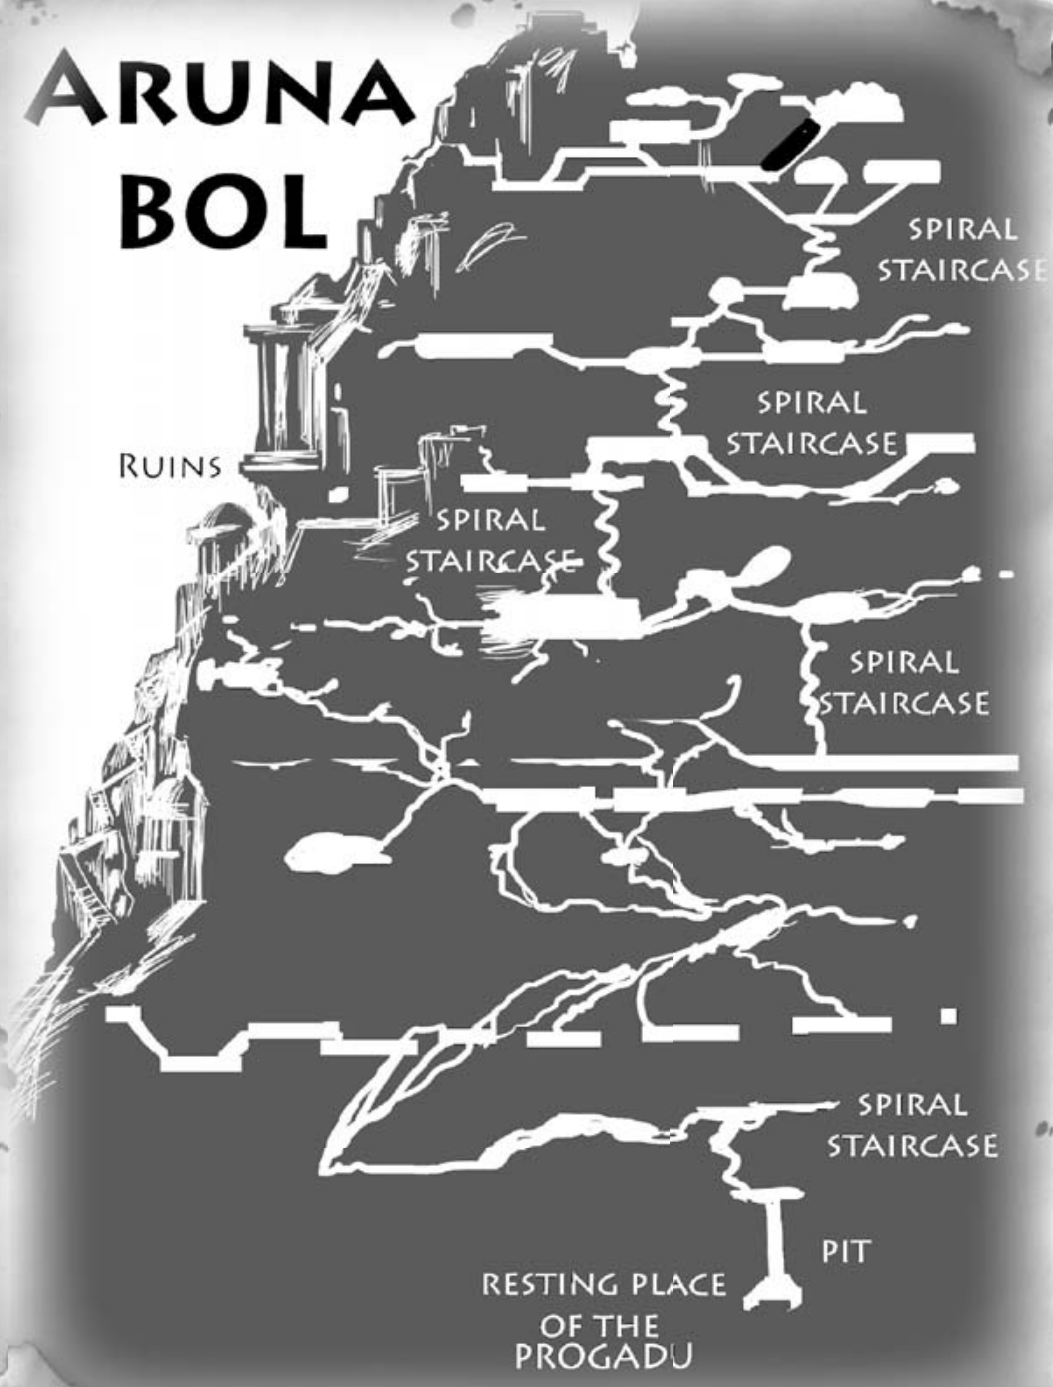 ARUNA
BOL
SPIRAL
STAIRCASE
SPIRAL
STAIRCASE
RUINS
SPIRAL
STAIRCASE
SPIRAL
STAIRCASE
SPIRAL
STAIRCASE
PIT
RESTING PLACE
OF THE
PROGADU